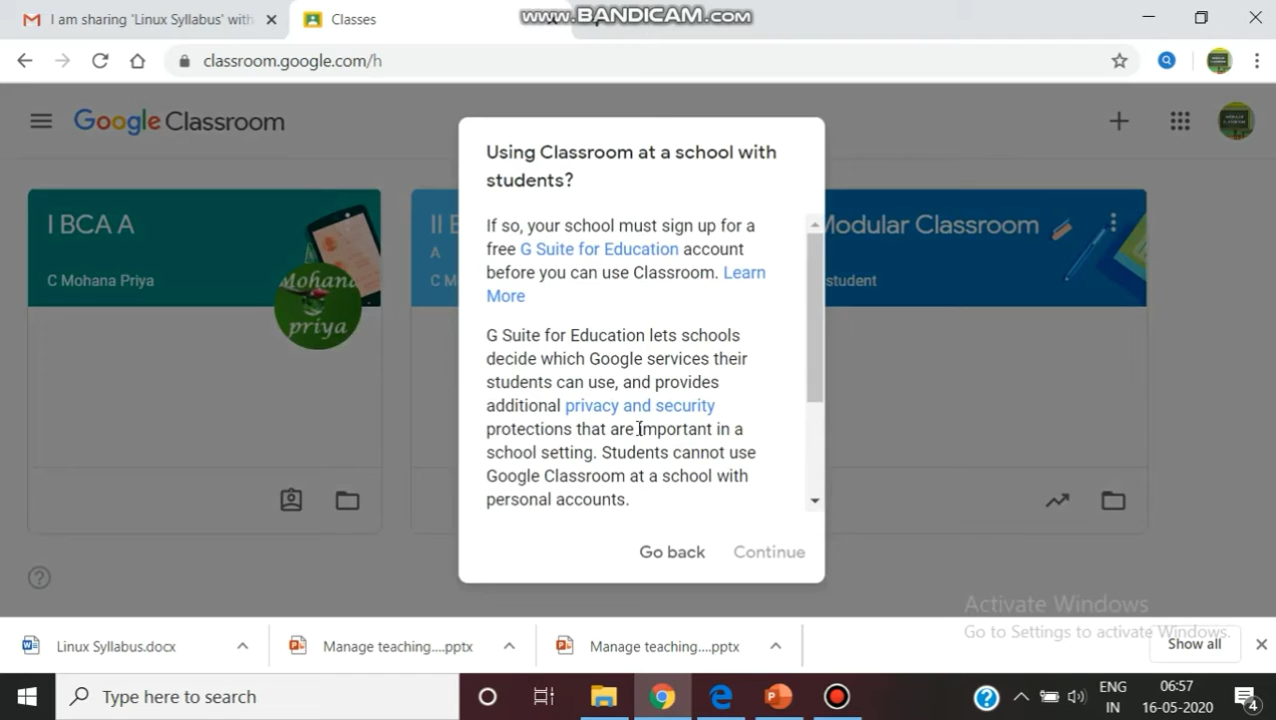 I am sharing 'Linux Syllabus' with
Classes
WWW.BANDICAM.COM
classroom.google.com/h
Google Classroom
Using Classroom at a school with
students?
If so, your school must sign up for a
free G Suite for Education account
before you can use Classroom. Learn
More
G Suite for Education lets schools
decide which Google services their
students can use, and provides
additional privacy and security
protections that are important in a
school setting. Students cannot use
Google Classroom at a school with
personal accounts.
Go back
Continue
I BCA A
C Mohana Priya
Mohana
priya
II B
A
C M
Modular Classroom
student
Activate Windows
Go to Settings to activate Windows.
Linux Syllabus.docx
Manage teaching....pptx
Manage teaching....pptx
Show all
Type here to search
ENG
IN
06:57
16-05-2020
4